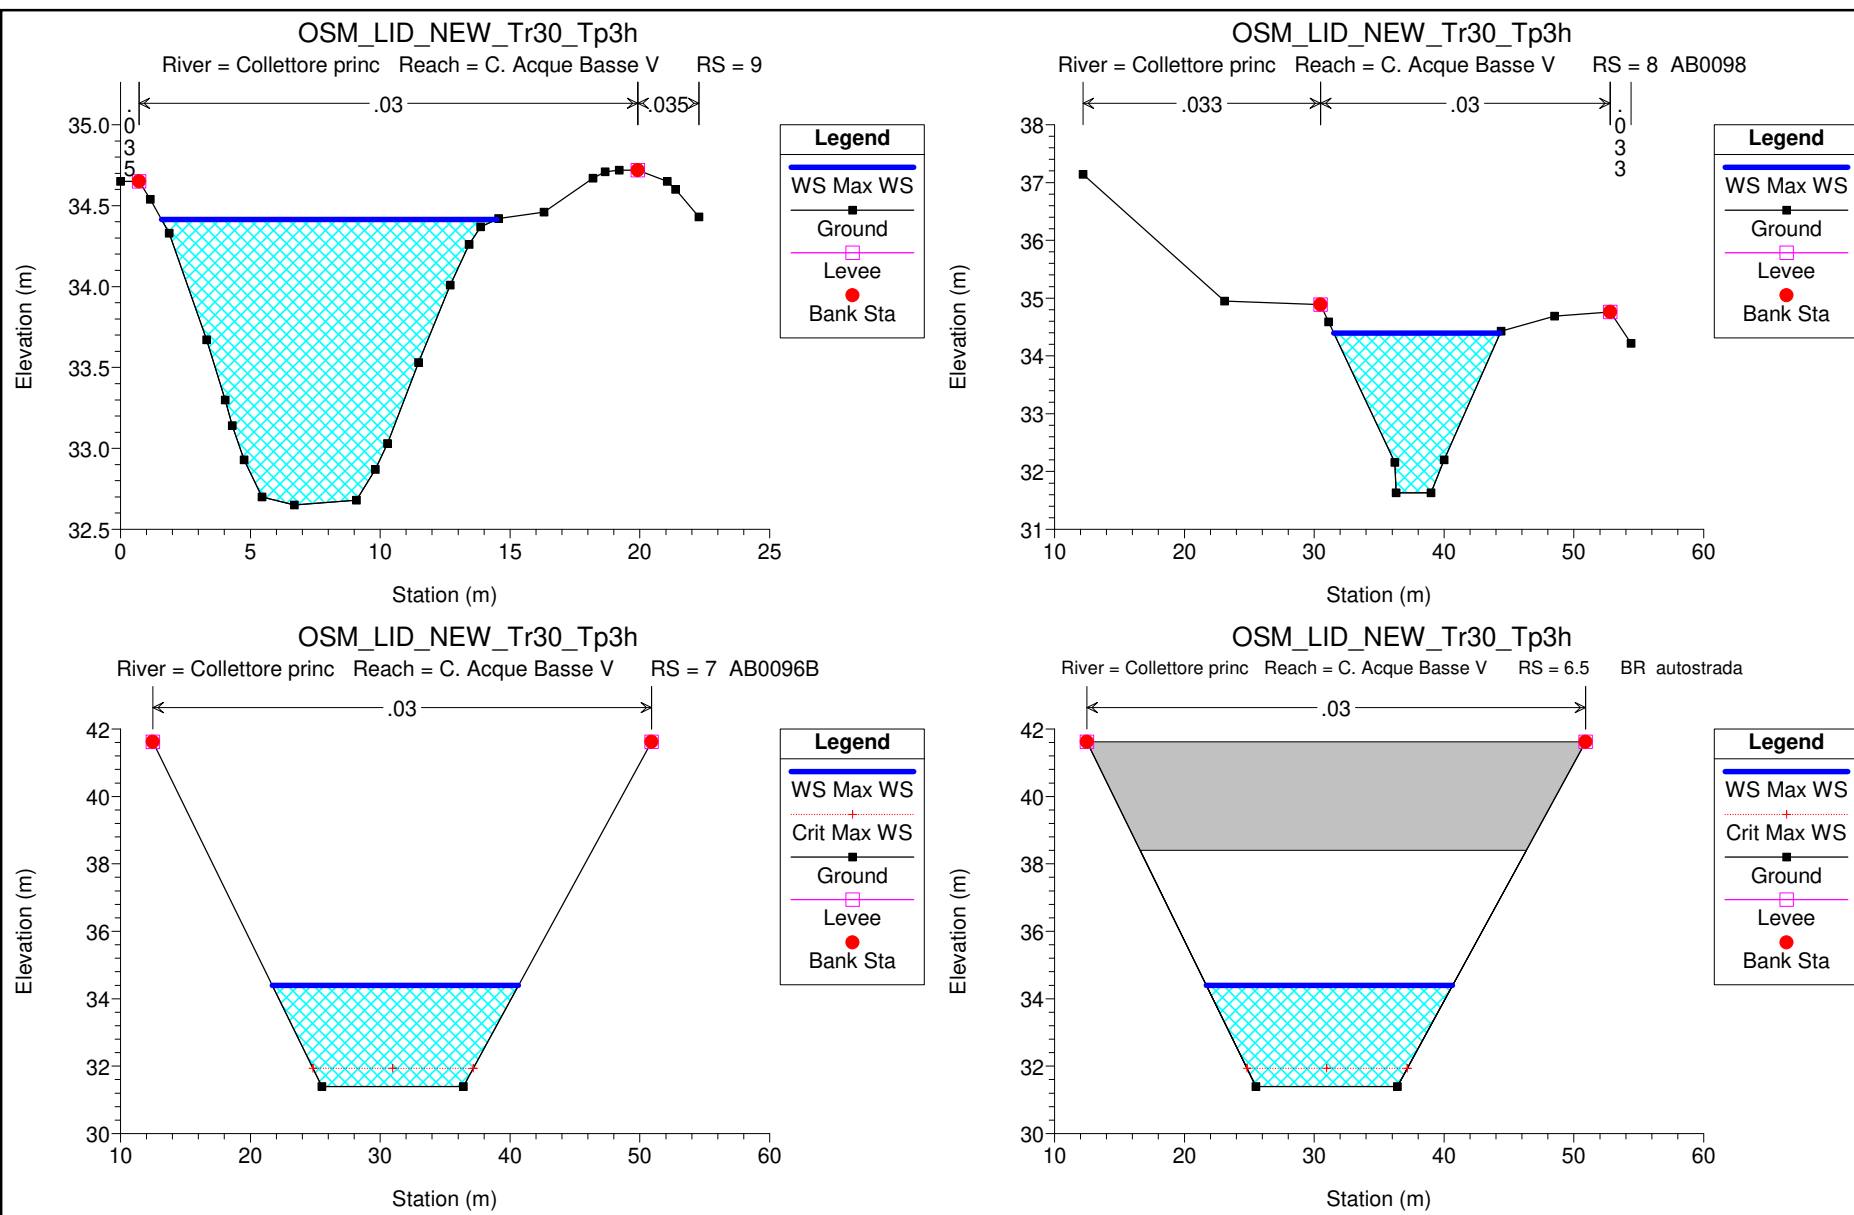 OSM_LID_NEW_Tr30_Tp3h
River = Collettore princ Reach = C. Acque Basse V RS = 9
.035
.03
.035
35.0
34.5
34.0
33.5
33.0
32.5
0 5 10 15 20 25
Elevation (m)
Station (m)
Legend
WS Max WS
Ground
Levee
Bank Sta
OSM_LID_NEW_Tr30_Tp3h
River = Collettore princ Reach = C. Acque Basse V RS = 8 AB0098
.033
.03
.033
38
37
36
35
34
33
32
31
10 20 30 40 50 60
Elevation (m)
Station (m)
Legend
WS Max WS
Ground
Levee
Bank Sta
OSM_LID_NEW_Tr30_Tp3h
River = Collettore princ Reach = C. Acque Basse V RS = 7 AB0096B
.03
42
40
38
36
34
32
30
10 20 30 40 50 60
Elevation (m)
Station (m)
Legend
WS Max WS
Crit Max WS
Ground
Levee
Bank Sta
OSM_LID_NEW_Tr30_Tp3h
River = Collettore princ Reach = C. Acque Basse V RS = 6.5 BR autostrada
.03
42
40
38
36
34
32
30
10 20 30 40 50 60
Elevation (m)
Station (m)
Legend
WS Max WS
Crit Max WS
Ground
Levee
Bank Sta